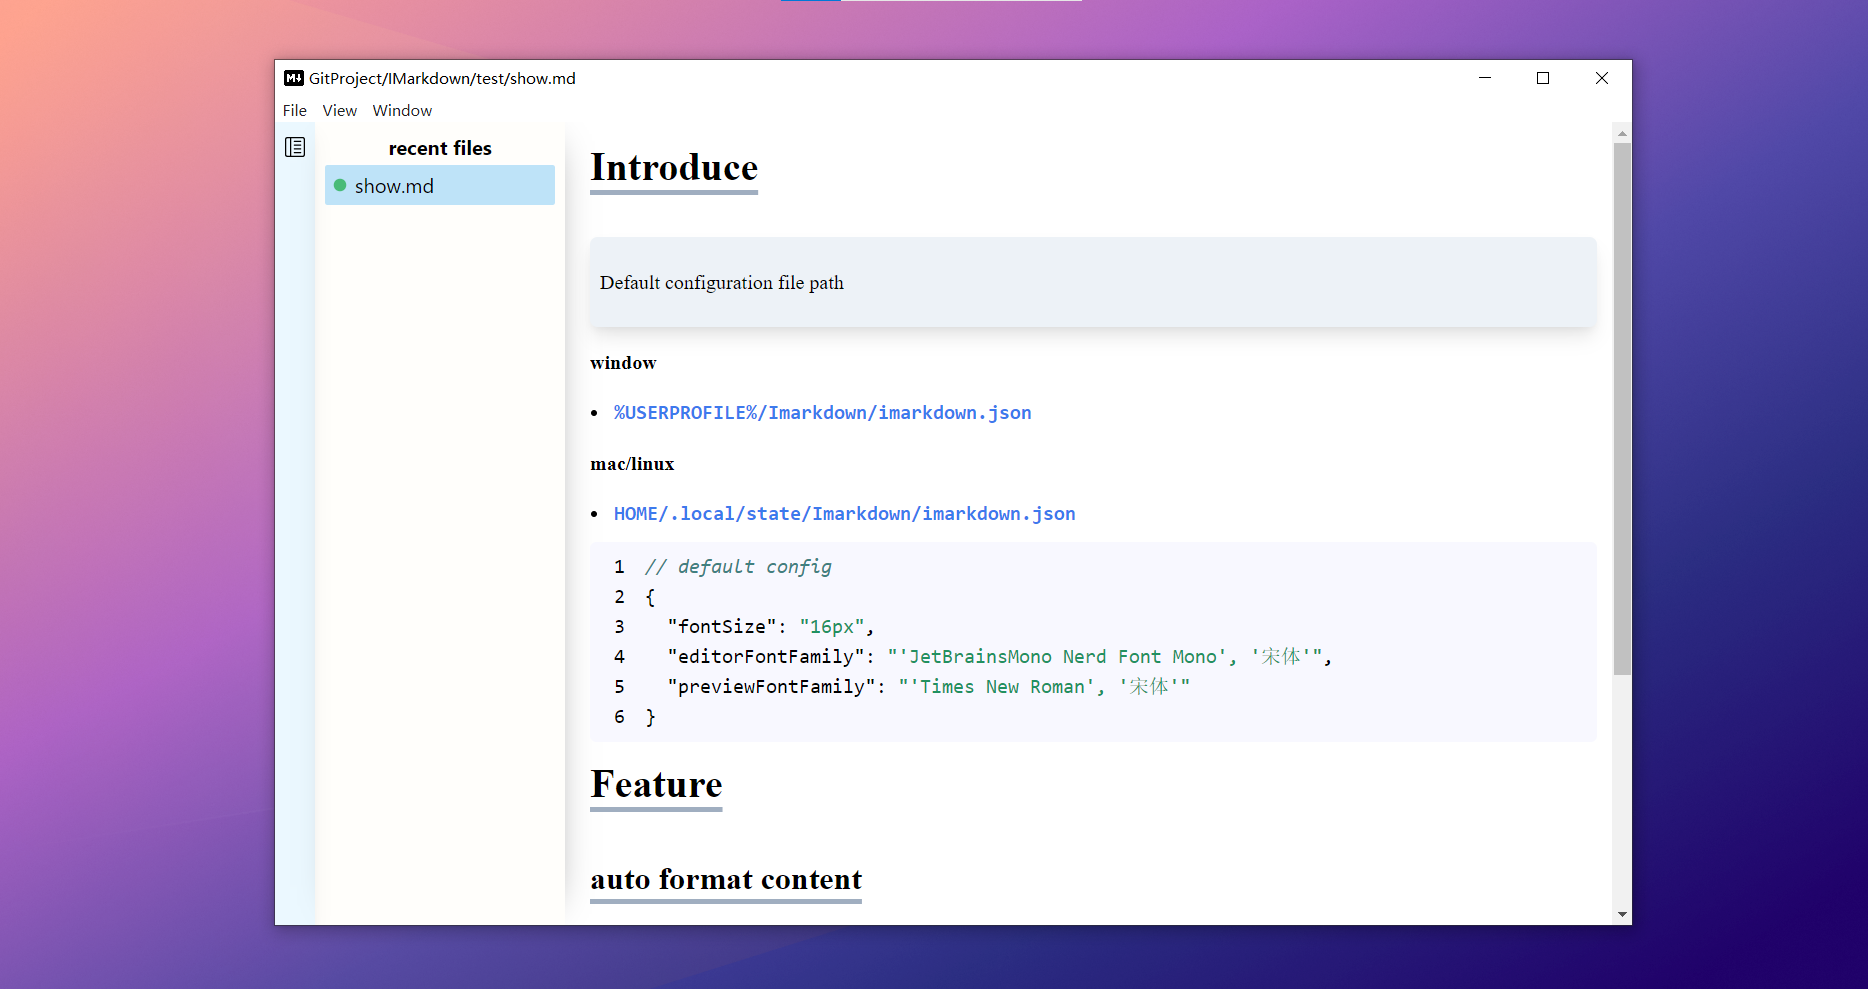 GitProject/IMarkdown/test/show.md
File View Window
recent files
show.md
Introduce
Default configuration file path
window
• %USERPROFILE%/Imarkdown/imarkdown.json
mac/linux
• HOME/.local/state/Imarkdown/imarkdown.json
1 // default config
2 {
3   "fontSize": "16px",
4   "editorFontFamily": "'JetBrainsMono Nerd Font Mono', '宋体'",
5   "previewFontFamily": "'Times New Roman', '宋体'"
6 }
Feature
auto format content